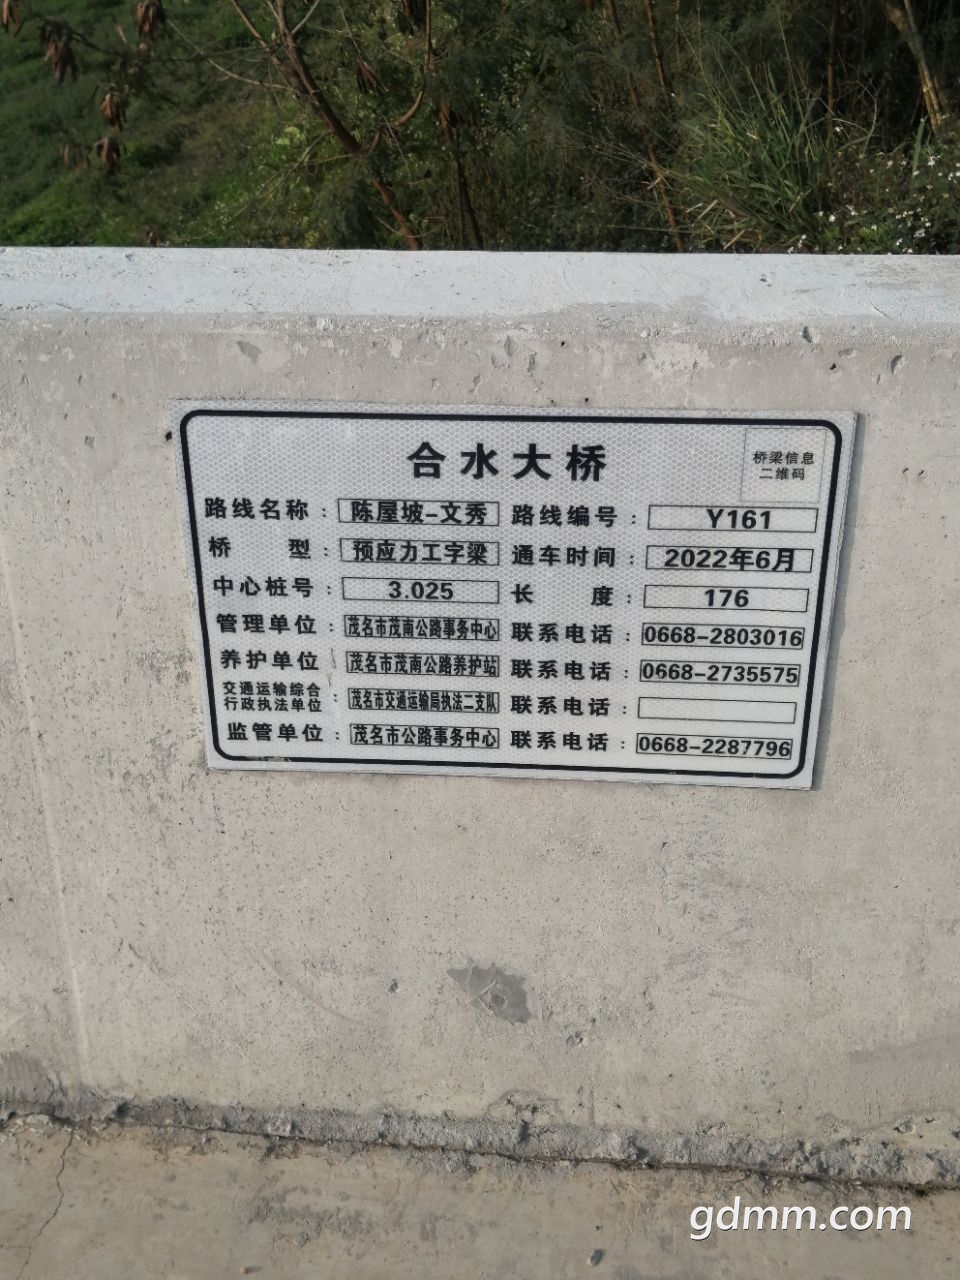 合水大桥
桥梁信息
二维码
路线名称：陈屋坡-文秀 路线编号：Y161
桥型：预应力工字梁 通车时间：2022年6月
中心桩号：3.025 长度：176
管理单位：茂名市茂南公路事务中心 联系电话：0668-2803016
养护单位：茂名市茂南公路养护站 联系电话：0668-2735575
交通运输综合
行政执法单位：茂名市交通运输局执法二支队 联系电话：
监管单位：茂名市公路事务中心 联系电话：0668-2287796
gdmm.com